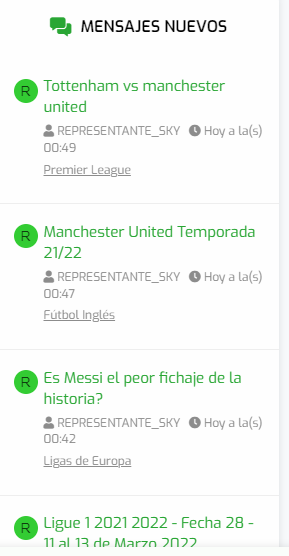 MENSAJES NUEVOS
R
Tottenham vs manchester
united
REPRESENTANTE_SKY Hoy a la(s)
00:49
Premier League
R
Manchester United Temporada
21/22
REPRESENTANTE_SKY Hoy a la(s)
00:47
Fútbol Inglés
R
Es Messi el peor fichaje de la
historia?
REPRESENTANTE_SKY Hoy a la(s)
00:42
Ligas de Europa
R
Ligue 1 2021 2022 - Fecha 28 -
11 al 13 de Marzo 2022